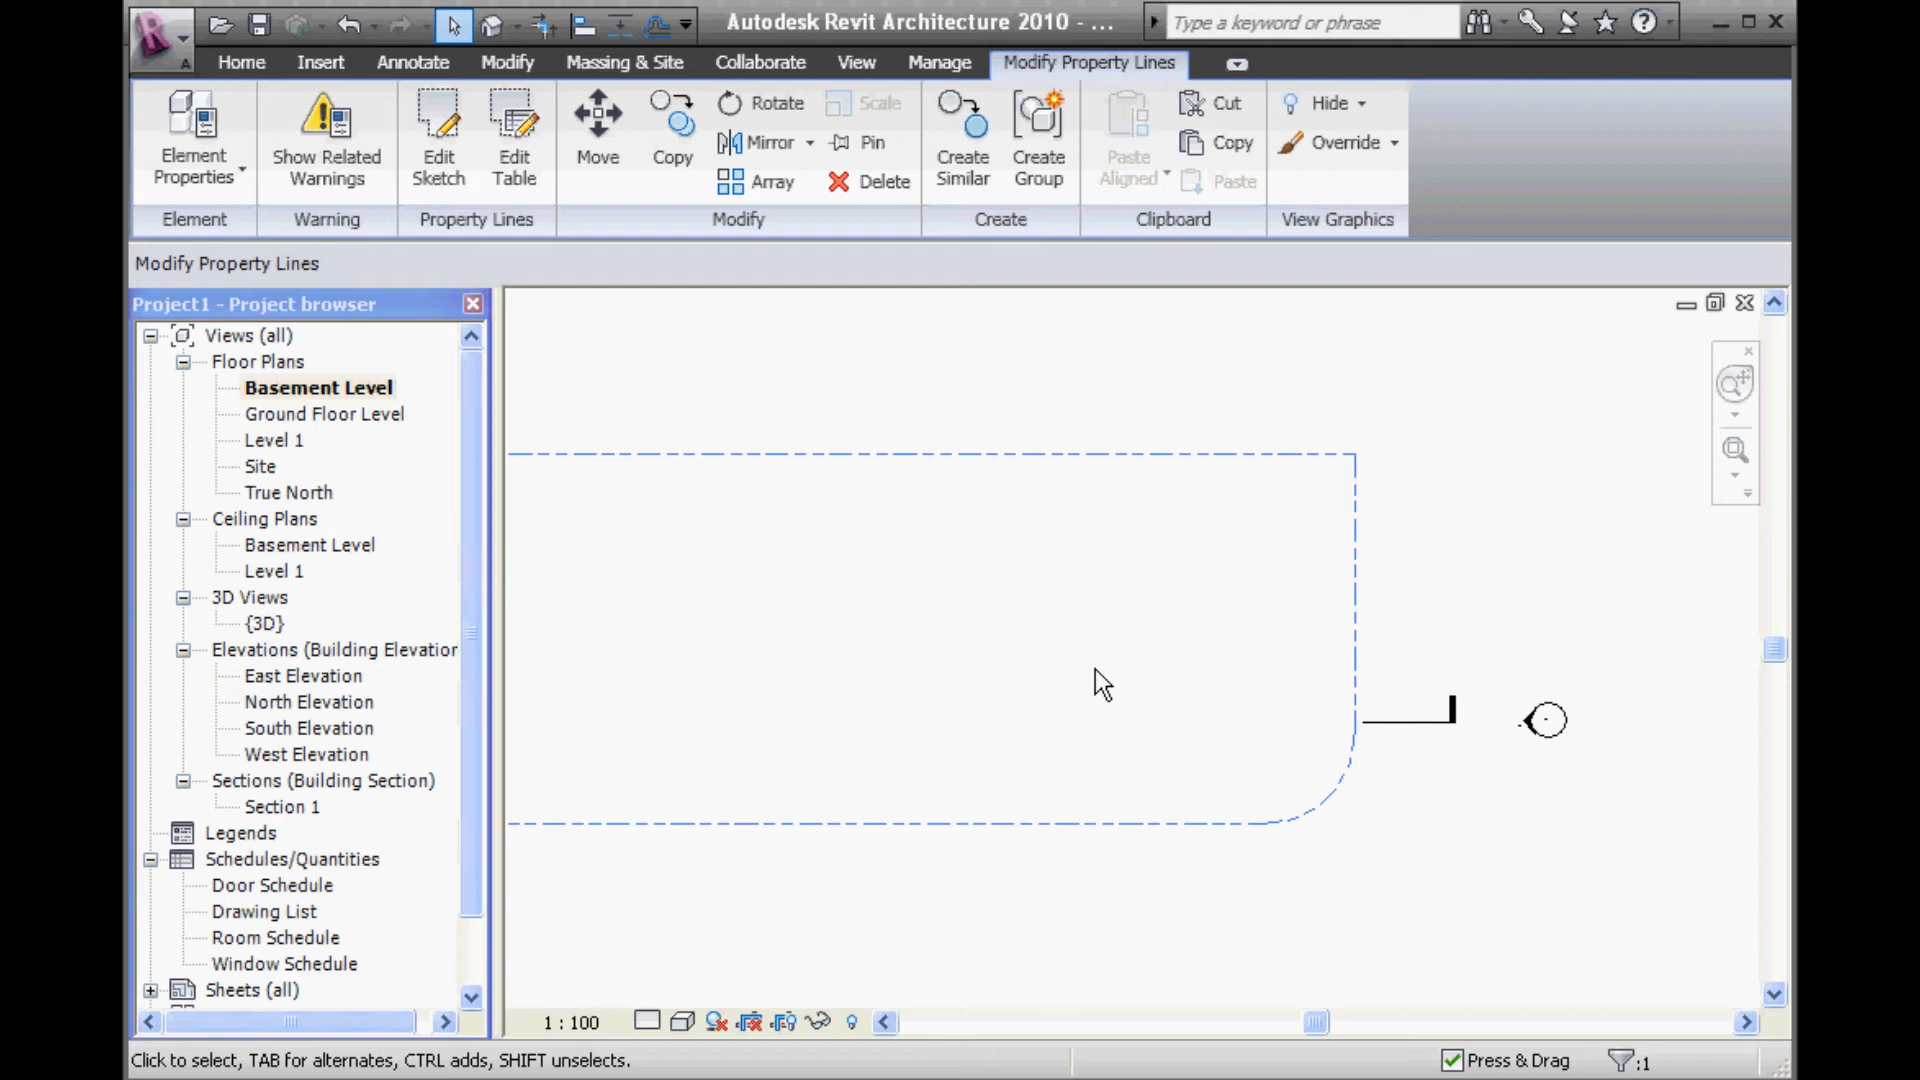 Autodesk Revit Architecture 2010 - ...
Type a keyword or phrase
Home Insert Annotate Modify Massing & Site Collaborate View Manage Modify Property Lines
Element Properties
Show Related Warnings
Edit Sketch
Edit Table
Move
Copy
Rotate
Scale
Mirror
Pin
Array
Delete
Create Similar
Create Group
Paste Aligned
Cut
Copy
Paste
Hide
Override
Element Warning Property Lines Modify Create Clipboard View Graphics
Modify Property Lines
Project1 - Project browser
Views (all)
Floor Plans
Basement Level
Ground Floor Level
Level 1
Site
True North
Ceiling Plans
Basement Level
Level 1
3D Views
{3D}
Elevations (Building Elevation
East Elevation
North Elevation
South Elevation
West Elevation
Sections (Building Section)
Section 1
Legends
Schedules/Quantities
Door Schedule
Drawing List
Room Schedule
Window Schedule
Sheets (all)
1 : 100
Click to select, TAB for alternates, CTRL adds, SHIFT unselects.
Press & Drag
:1